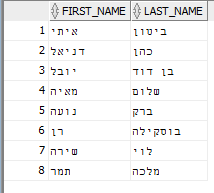 FIRST_NAME LAST_NAME
1 איתי ביטון
2 דניאל כהן
3 יובל בן דוד
4 מאיה שלום
5 נועה ברק
6 רן בוסקילה
7 שירה לוי
8 תמר מלכה